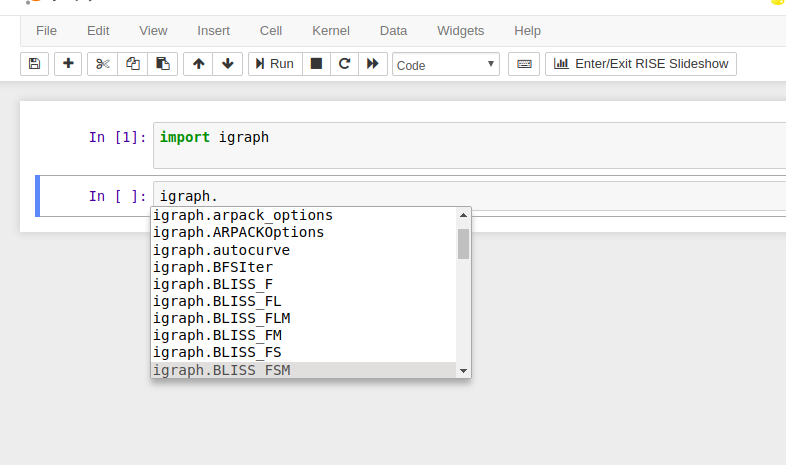 File Edit View Insert Cell Kernel Data Widgets Help
Run Code Enter/Exit RISE Slideshow
In [1]: import igraph
In [ ]: igraph.
igraph.arpack_options
igraph.ARPACKOptions
igraph.autocurve
igraph.BFSIter
igraph.BLISS_F
igraph.BLISS_FL
igraph.BLISS_FLM
igraph.BLISS_FM
igraph.BLISS_FS
igraph.BLISS_FSM